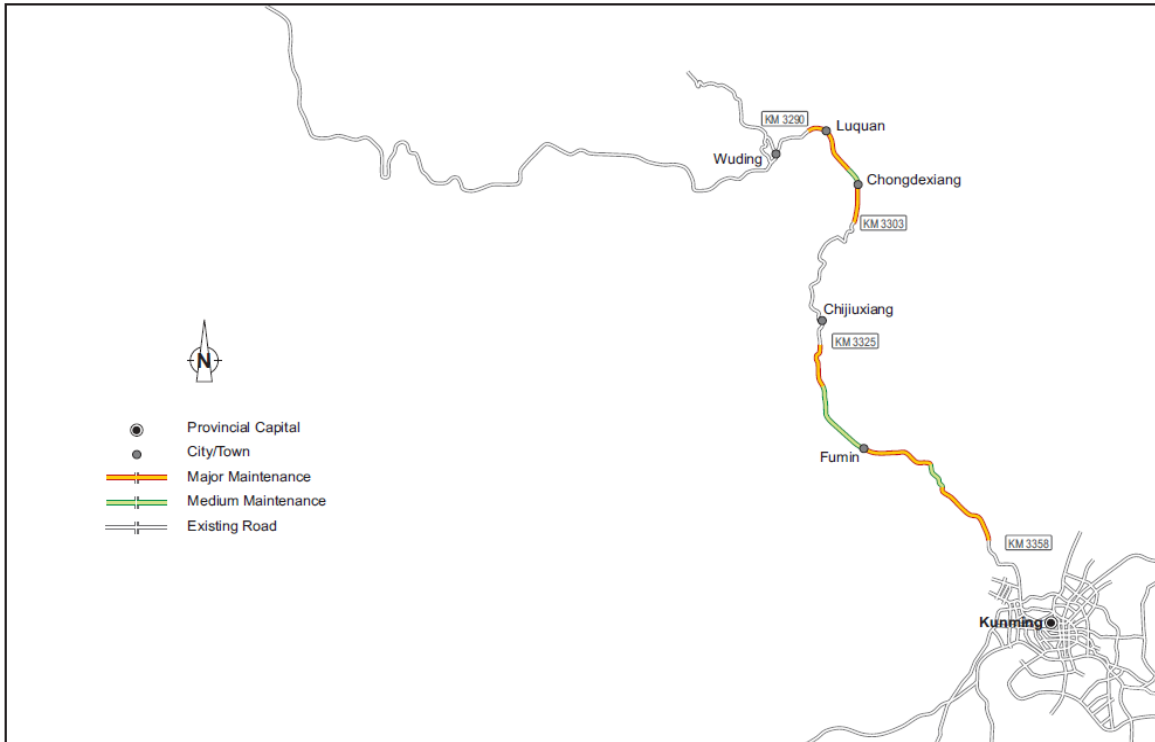 KM 3290
Luquan
Wuding
Chongdexiang
KM 3303
Chijiuxiang
KM 3325
N
Provincial Capital
City/Town
Major Maintenance
Medium Maintenance
Existing Road
Fumin
KM 3358
Kunming